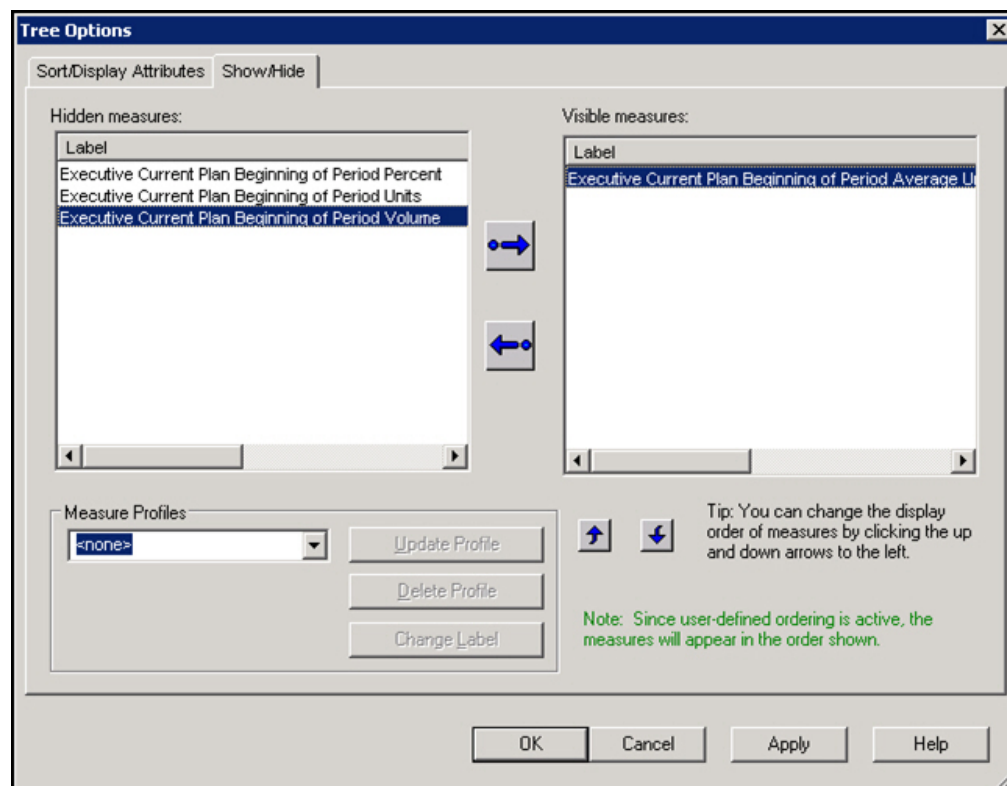 Tree Options
Sort/Display Attributes
Show/Hide
Hidden measures:
Visible measures:
Label
Executive Current Plan Beginning of Period Percent
Executive Current Plan Beginning of Period Units
Executive Current Plan Beginning of Period Volume
Label
Executive Current Plan Beginning of Period Average
Measure Profiles
<none>
Update Profile
Delete Profile
Change Label
Tip: You can change the display
order of measures by clicking the up
and down arrows to the left.
Note: Since user-defined ordering is active, the
measures will appear in the order shown.
OK
Cancel
Apply
Help